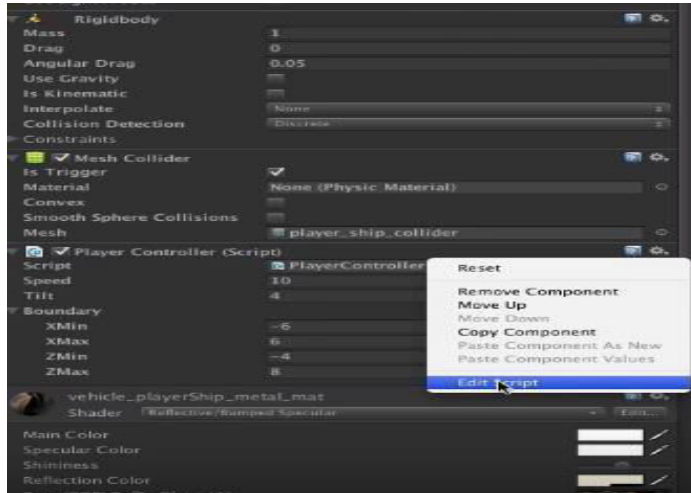 Rigidbody
Mass 1
Drag 0
Angular Drag 0.05
Use Gravity
Is Kinematic
Interpolate None
Collision Detection Discrete
Constraints
Mesh Collider
Is Trigger
Material None (Physic Material)
Convex
Smooth Sphere Collisions
Mesh player_ship_collider
Player Controller (Script)
Script PlayerController
Speed 10
Tilt 4
Boundary
XMin -6
XMax 6
ZMin -4
ZMax 8
Reset
Remove Component
Move Up
Move Down
Copy Component
Paste Component As New
Paste Component Values
Edit Script
vehicle_playerShip_metal_mat
Shader Reflective/Bumped Specular Edit...
Main Color
Specular Color
Shininess
Reflection Color